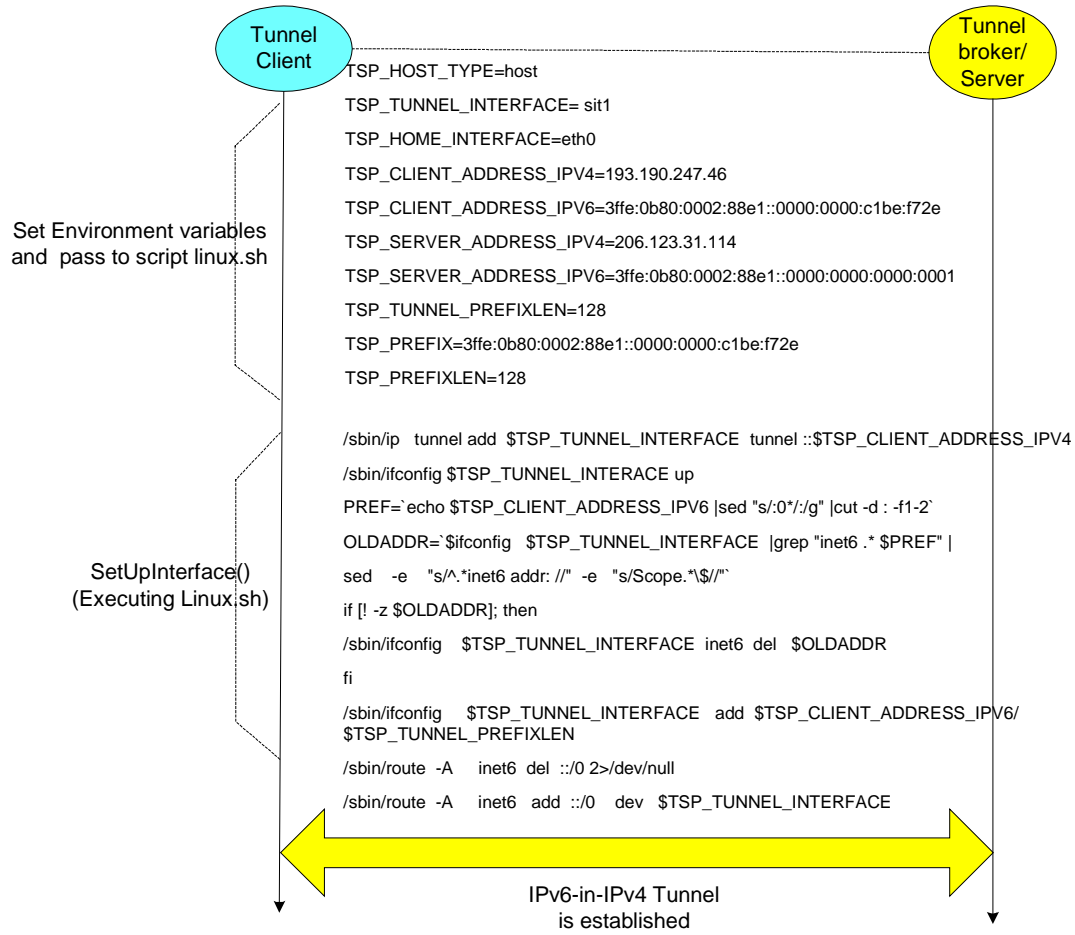 Tunnel
Client
Tunnel
broker/
Server
TSP_HOST_TYPE=host
TSP_TUNNEL_INTERFACE= sit1
TSP_HOME_INTERFACE=eth0
TSP_CLIENT_ADDRESS_IPV4=193.190.247.46
TSP_CLIENT_ADDRESS_IPV6=3ffe:0b80:0002:88e1::0000:0000:c1be:f72e
TSP_SERVER_ADDRESS_IPV4=206.123.31.114
TSP_SERVER_ADDRESS_IPV6=3ffe:0b80:0002:88e1::0000:0000:0000:0001
TSP_TUNNEL_PREFIXLEN=128
TSP_PREFIX=3ffe:0b80:0002:88e1::0000:0000:c1be:f72e
TSP_PREFIXLEN=128
Set Environment variables
and pass to script linux.sh
/sbin/ip tunnel add $TSP_TUNNEL_INTERFACE tunnel ::$TSP_CLIENT_ADDRESS_IPV4
/sbin/ifconfig $TSP_TUNNEL_INTERACE up
PREF=`echo $TSP_CLIENT_ADDRESS_IPV6 |sed "s/:0*/:/g" |cut -d : -f1-2`
OLDADDR=`$ifconfig $TSP_TUNNEL_INTERFACE |grep "inet6 .* $PREF" |
sed -e "s/^.*inet6 addr: //" -e "s/Scope.*\$//"`
if [! -z $OLDADDR]; then
/sbin/ifconfig $TSP_TUNNEL_INTERFACE inet6 del $OLDADDR
fi
/sbin/ifconfig $TSP_TUNNEL_INTERFACE add $TSP_CLIENT_ADDRESS_IPV6/
$TSP_TUNNEL_PREFIXLEN
/sbin/route -A inet6 del ::/0 2>/dev/null
/sbin/route -A inet6 add ::/0 dev $TSP_TUNNEL_INTERFACE
SetUpInterface()
(Executing Linux.sh)
IPv6-in-IPv4 Tunnel
is established